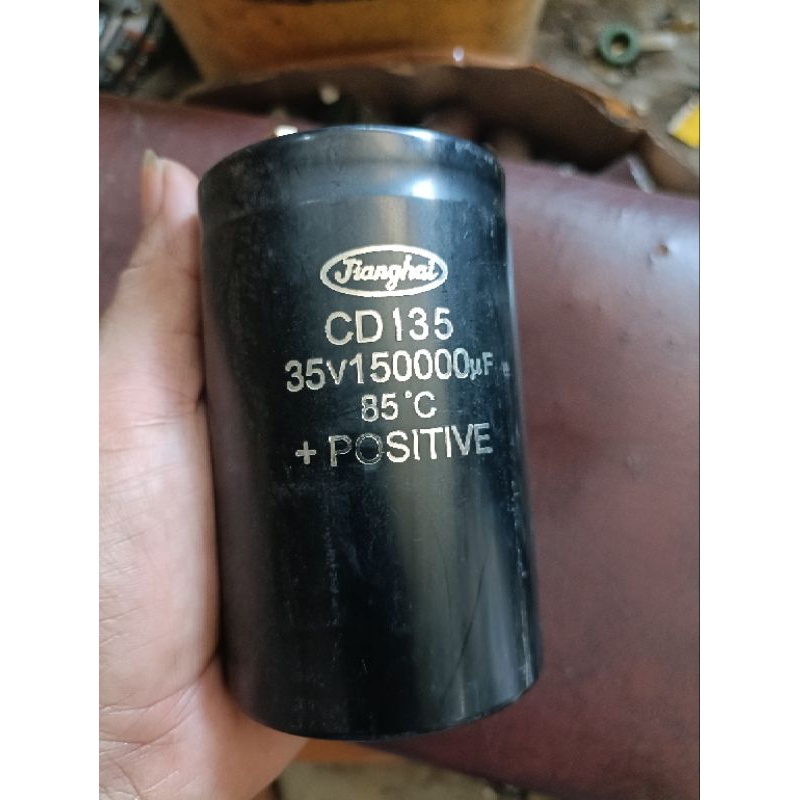 Jianghai
CD135
35V150000μF
85°C
+ POSITIVE